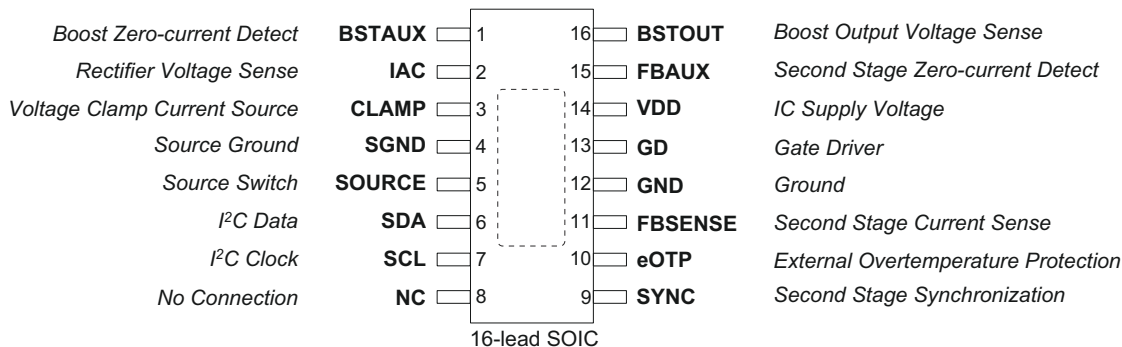 Boost Zero-current Detect BSTAUX 1 16 BSTOUT Boost Output Voltage Sense
Rectifier Voltage Sense IAC 2 15 FBAUX Second Stage Zero-current Detect
Voltage Clamp Current Source CLAMP 3 14 VDD IC Supply Voltage
Source Ground SGND 4 13 GD Gate Driver
Source Switch SOURCE 5 12 GND Ground
I²C Data SDA 6 11 FBSENSE Second Stage Current Sense
I²C Clock SCL 7 10 eOTP External Overtemperature Protection
No Connection NC 8 9 SYNC Second Stage Synchronization
16-lead SOIC